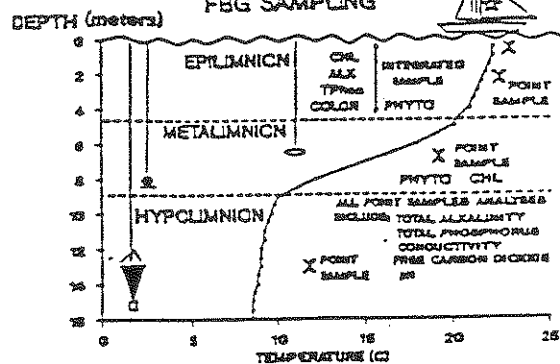 FBG SAMPLING
DEPTH (meters)
0
2
4
6
8
10
12
14
16
EPILIMNION
CHL
ALK
TPhos
COLOR
INTEGRATED
SAMPLE
PHYTO
POINT
SAMPLE
METALIMNION
POINT
SAMPLE
PHYTO CHL
HYPOLIMNION
ALL POINT SAMPLES ANALYSES
INCLUDE: TOTAL ALKALINITY
TOTAL PHOSPHORUS
CONDUCTIVITY
FREE CARBON DIOXIDE
PH
POINT
SAMPLE
0 5 10 15 20 25
TEMPERATURE (C)